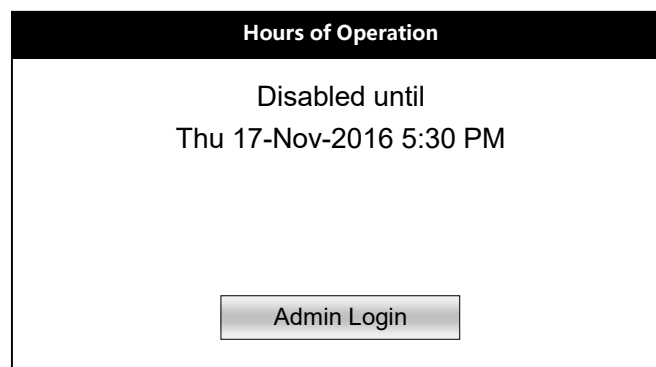 Hours of Operation
Disabled until
Thu 17-Nov-2016 5:30 PM
Admin Login